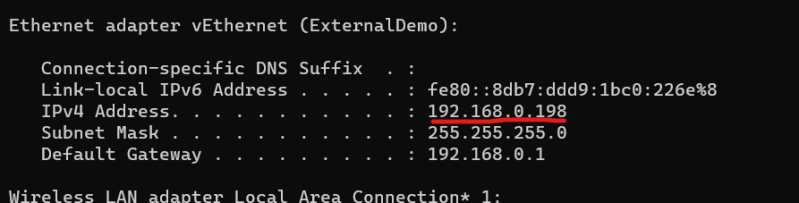 Ethernet adapter vEthernet (ExternalDemo):
Connection-specific DNS Suffix  . :
Link-local IPv6 Address . . . . . : fe80::8db7:ddd9:1bc0:226e%8
IPv4 Address. . . . . . . . . . . : 192.168.0.198
Subnet Mask . . . . . . . . . . . : 255.255.255.0
Default Gateway . . . . . . . . . : 192.168.0.1
Wireless LAN adapter Local Area Connection* 1: